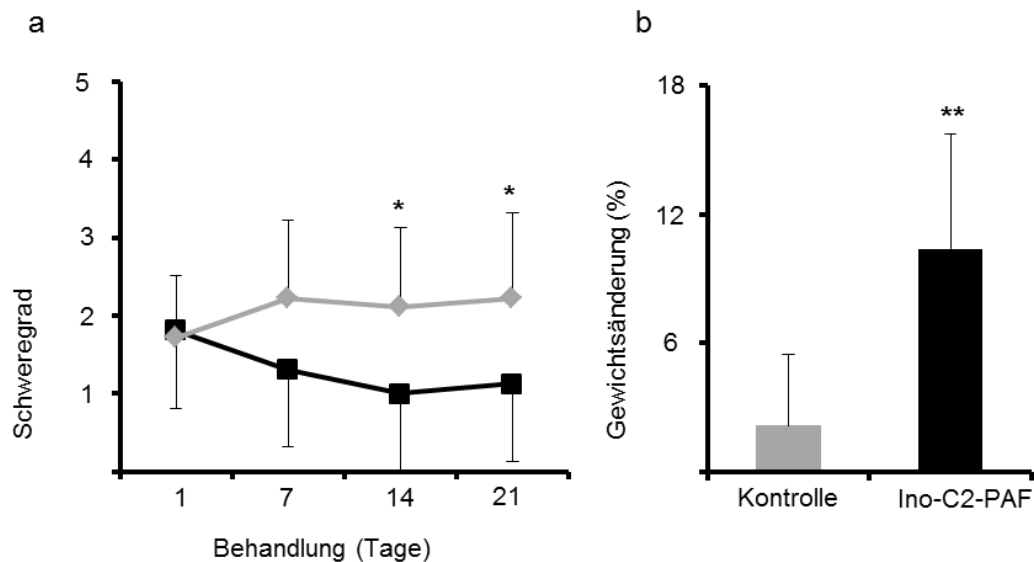 a
5
4
3
2
1
Schweregrad
* *
1 7 14 21
Behandlung (Tage)
b
18
12
6
Gewichtsänderung (%)
**
Kontrolle Ino-C2-PAF